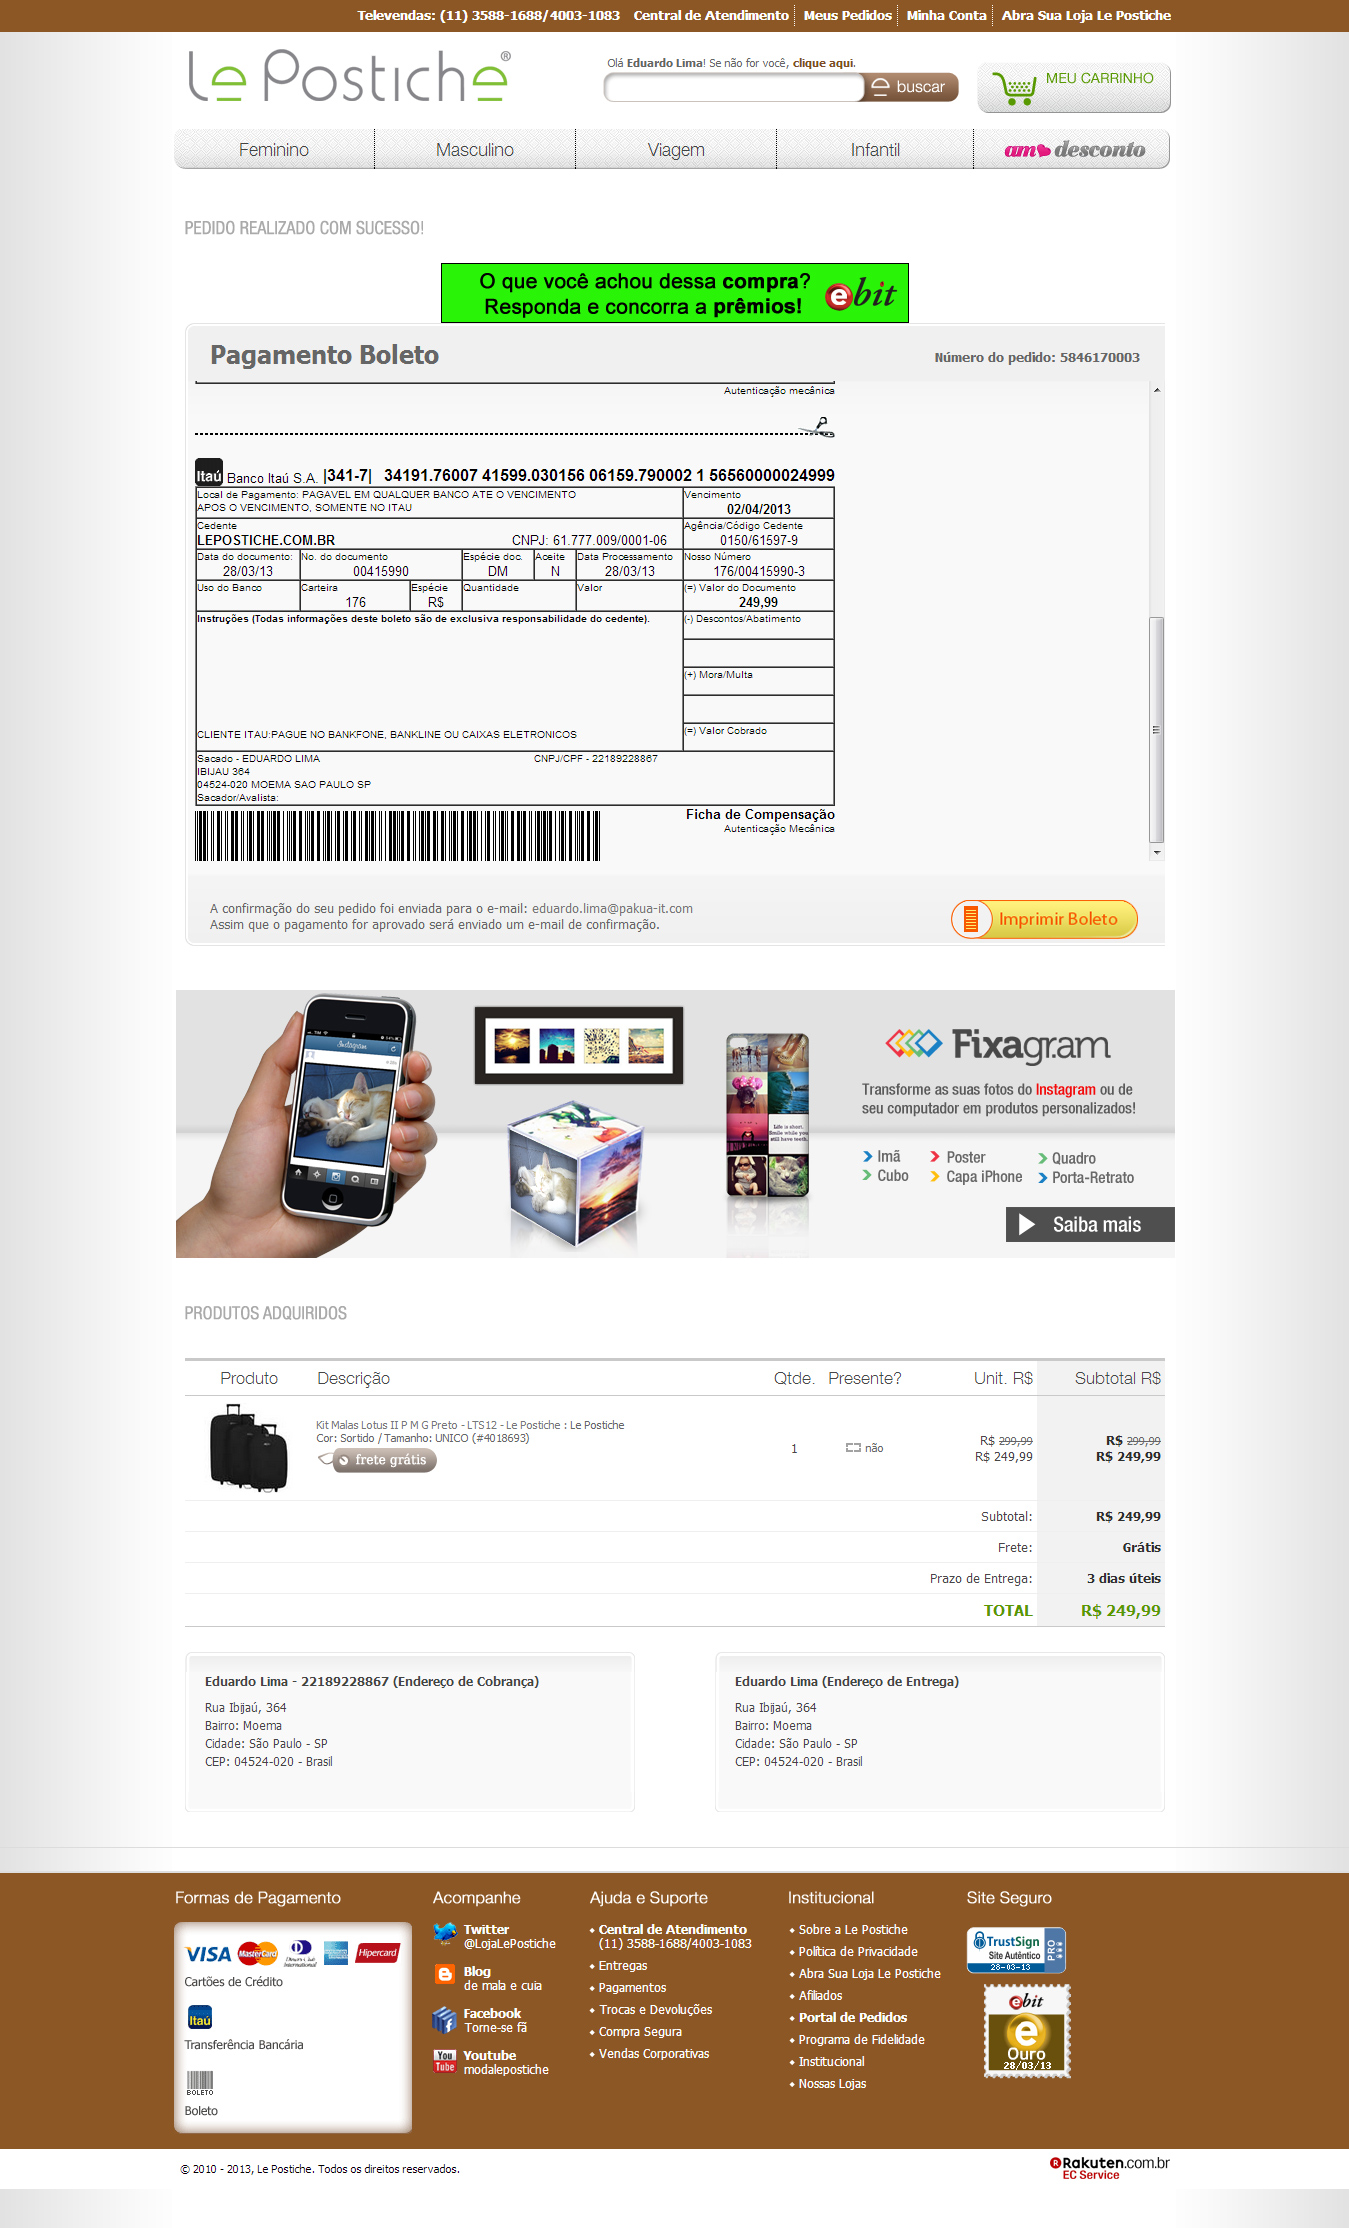 Televendas: (11) 3588-1688/4003-1083 Central de Atendimento Meus Pedidos Minha Conta Abra Sua Loja Le Postiche
Le Postiche®
Olá Eduardo Lima! Se não for você, clique aqui.
buscar
MEU CARRINHO
Feminino Masculino Viagem Infantil amo desconto
PEDIDO REALIZADO COM SUCESSO!
O que você achou dessa compra?
Responda e concorra a prêmios!
ebit
Pagamento Boleto
Número do pedido: 5846170003
Autenticação mecânica
Itaú Banco Itaú S.A. |341-7| 34191.76007 41599.030156 06159.790002 1 56560000024999
Local de Pagamento: PAGAVEL EM QUALQUER BANCO ATE O VENCIMENTO
APOS O VENCIMENTO, SOMENTE NO ITAU
Vencimento
02/04/2013
Cedente
LEPOSTICHE.COM.BR CNPJ: 61.777.009/0001-06
Agência/Código Cedente
0150/61597-9
Data do documento: No. do documento Espécie doc. Aceite Data Processamento Nosso Número
28/03/13 00415990 DM N 28/03/13 176/00415990-3
Uso do Banco Carteira Espécie Quantidade Valor (=) Valor do Documento
176 R$ 249,99
Instruções (Todas informações deste boleto são de exclusiva responsabilidade do cedente).
(-) Descontos/Abatimento
(+) Mora/Multa
(=) Valor Cobrado
CLIENTE ITAU:PAGUE NO BANKFONE, BANKLINE OU CAIXAS ELETRONICOS
Sacado - EDUARDO LIMA CNPJ/CPF - 22189228867
IBIJAU 364
04524-020 MOEMA SAO PAULO SP
Sacador/Avalista:
Ficha de Compensação
Autenticação Mecânica
A confirmação do seu pedido foi enviada para o e-mail: eduardo.lima@pakua-it.com
Assim que o pagamento for aprovado será enviado um e-mail de confirmação.
Imprimir Boleto
Instagram
Life is short.
Smile while you
still have teeth.
Fixagram
Transforme as suas fotos do Instagram ou de
seu computador em produtos personalizados!
Imã Poster Quadro
Cubo Capa iPhone Porta-Retrato
Saiba mais
PRODUTOS ADQUIRIDOS
Produto Descrição Qtde. Presente? Unit. R$ Subtotal R$
Kit Malas Lotus II P M G Preto - LTS12 - Le Postiche : Le Postiche
Cor: Sortido / Tamanho: UNICO (#4018693)
frete grátis
1 não
R$ 299,99 R$ 299,99
R$ 249,99 R$ 249,99
Subtotal: R$ 249,99
Frete: Grátis
Prazo de Entrega: 3 dias úteis
TOTAL R$ 249,99
Eduardo Lima - 22189228867 (Endereço de Cobrança)
Rua Ibijaú, 364
Bairro: Moema
Cidade: São Paulo - SP
CEP: 04524-020 - Brasil
Eduardo Lima (Endereço de Entrega)
Rua Ibijaú, 364
Bairro: Moema
Cidade: São Paulo - SP
CEP: 04524-020 - Brasil
Formas de Pagamento
VISA MasterCard Diners Club International Hipercard
Cartões de Crédito
Itaú
Transferência Bancária
BOLETO
Boleto
Acompanhe
Twitter
@LojaLePostiche
Blog
de mala e cuia
Facebook
Torne-se fã
You Tube
Youtube
modalepostiche
Ajuda e Suporte
Central de Atendimento
(11) 3588-1688/4003-1083
Entregas
Pagamentos
Trocas e Devoluções
Compra Segura
Vendas Corporativas
Institucional
Sobre a Le Postiche
Política de Privacidade
Abra Sua Loja Le Postiche
Afiliados
Portal de Pedidos
Programa de Fidelidade
Institucional
Nossas Lojas
Site Seguro
TrustSign
Site Autêntico
PRO
28-03-13
ebit
e
Ouro
28/03/13
© 2010 - 2013, Le Postiche. Todos os direitos reservados.
Rakuten.com.br
EC Service